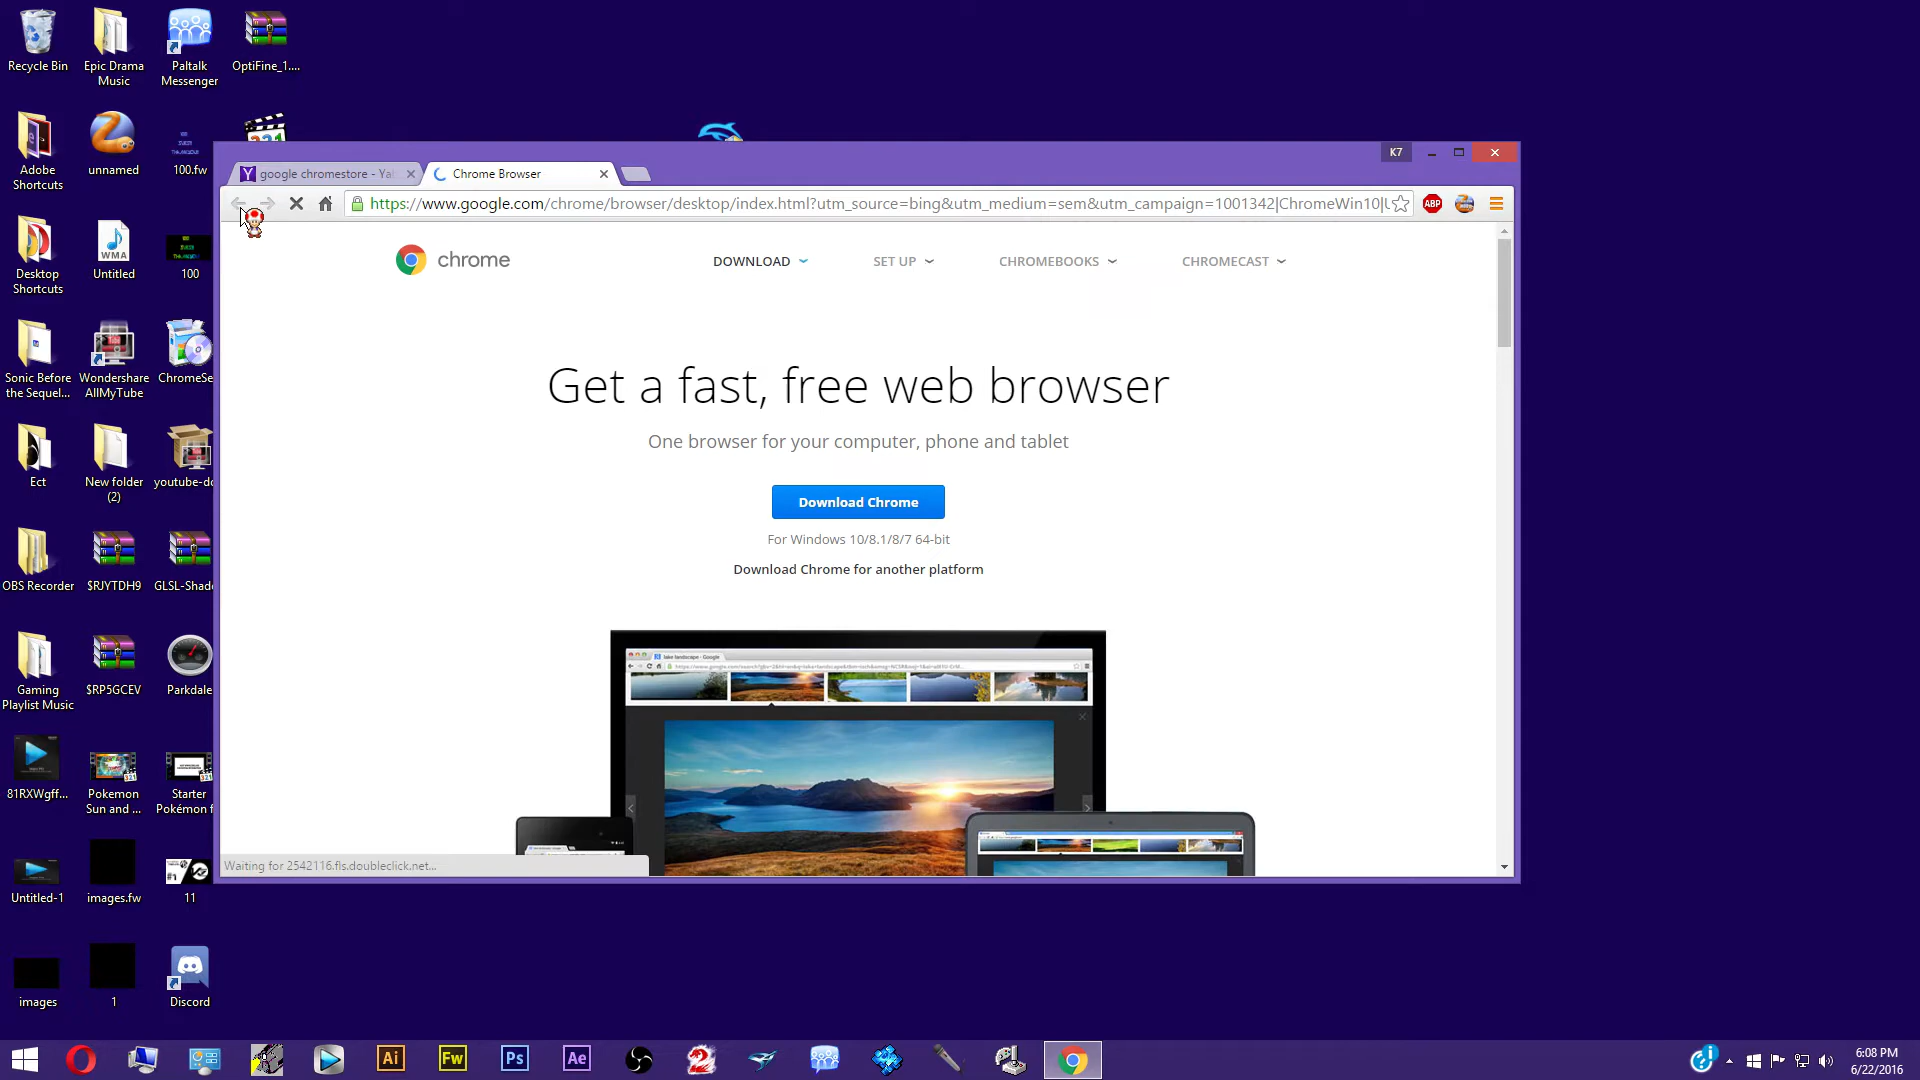 Recycle Bin
Epic Drama
Music
Paltalk
Messenger
OptiFine_1....
Adobe
Shortcuts
unnamed
100.fw
Desktop
Shortcuts
Untitled
100
Sonic Before
the Sequel...
Wondershare
AllMyTube
ChromeSe
Ect
New folder
(2)
youtube-do
OBS Recorder
$RJYTDH9
GLSL-Shade
Gaming
Playlist Music
$RP5GCEV
Parkdale
81RXWgff...
Pokemon
Sun and ...
Starter
Pokémon f
Untitled-1
images.fw
11
images
1
Discord
K7
google chromestore - Yah
Chrome Browser
https://www.google.com/chrome/browser/desktop/index.html?utm_source=bing&utm_medium=sem&utm_campaign=1001342|ChromeWin10|
ABP
chrome
DOWNLOAD
SET UP
CHROMEBOOKS
CHROMECAST
Get a fast, free web browser
One browser for your computer, phone and tablet
Download Chrome
For Windows 10/8.1/8/7 64-bit
Download Chrome for another platform
lake landscape - Google
Waiting for 2542116.fls.doubleclick.net...
Ai
Fw
Ps
Ae
6:08 PM
6/22/2016